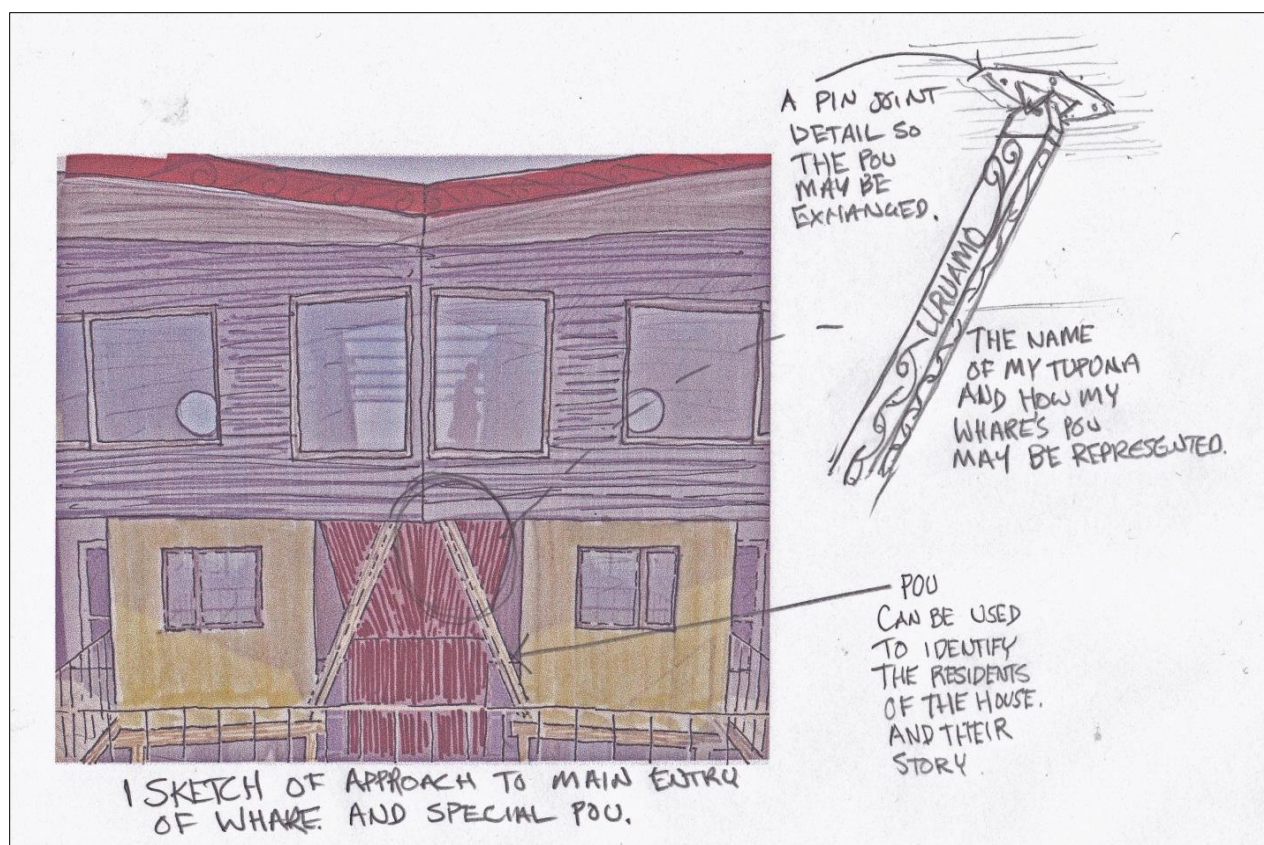 A PIN JOINT
DETAIL SO
THE POU
MAY BE
EXHANGED.
URUAMO
THE NAME
OF MY TUPUNA
AND HOW MY
WHARE'S POU
MAY BE REPRESENTED.
POU
CAN BE USED
TO IDENTIFY
THE RESIDENTS
OF THE HOUSE.
AND THEIR
STORY
1 SKETCH OF APPROACH TO MAIN ENTRY
OF WHARE. AND SPECIAL POU.